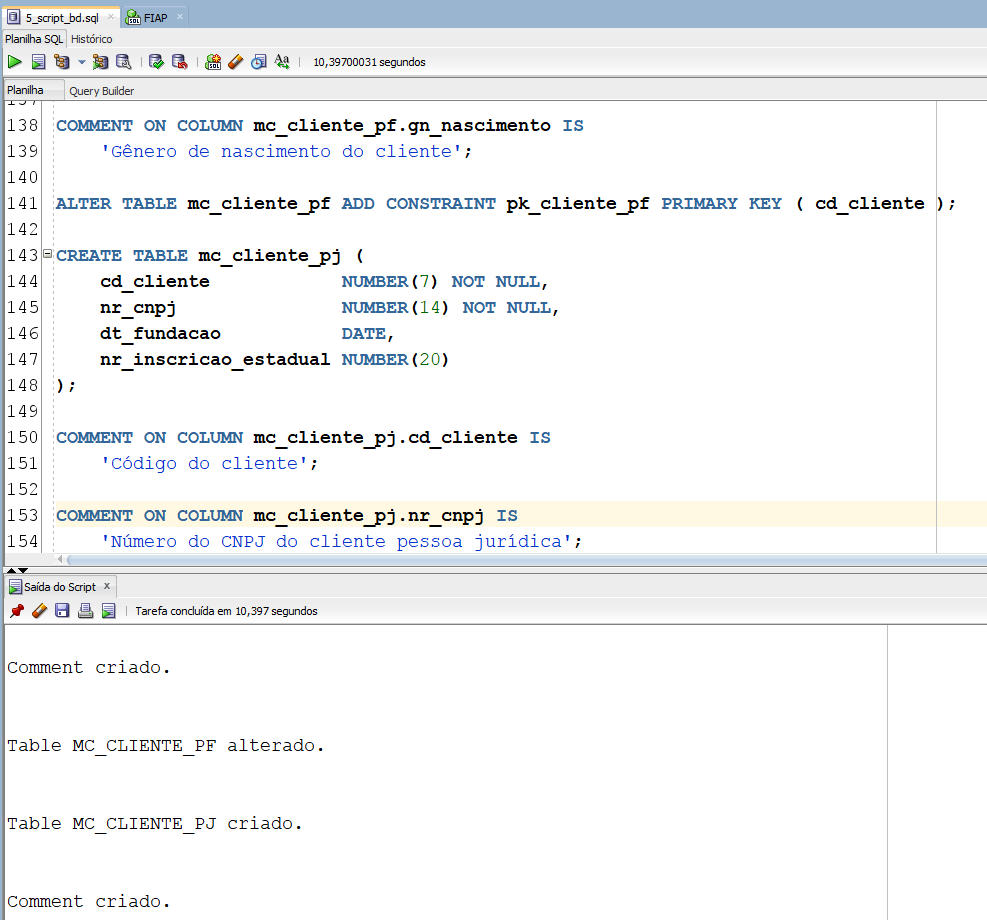 5_script_bd.sql × FIAP ×
Planilha SQL Histórico
10,39700031 segundos
Planilha Query Builder
137
138 COMMENT ON COLUMN mc_cliente_pf.gn_nascimento IS
139 'Gênero de nascimento do cliente';
140
141 ALTER TABLE mc_cliente_pf ADD CONSTRAINT pk_cliente_pf PRIMARY KEY ( cd_cliente );
142
143 CREATE TABLE mc_cliente_pj (
144 cd_cliente NUMBER(7) NOT NULL,
145 nr_cnpj NUMBER(14) NOT NULL,
146 dt_fundacao DATE,
147 nr_inscricao_estadual NUMBER(20)
148 );
149
150 COMMENT ON COLUMN mc_cliente_pj.cd_cliente IS
151 'Código do cliente';
152
153 COMMENT ON COLUMN mc_cliente_pj.nr_cnpj IS
154 'Número do CNPJ do cliente pessoa jurídica';
Saída do Script ×
Tarefa concluída em 10,397 segundos
Comment criado.
Table MC_CLIENTE_PF alterado.
Table MC_CLIENTE_PJ criado.
Comment criado.